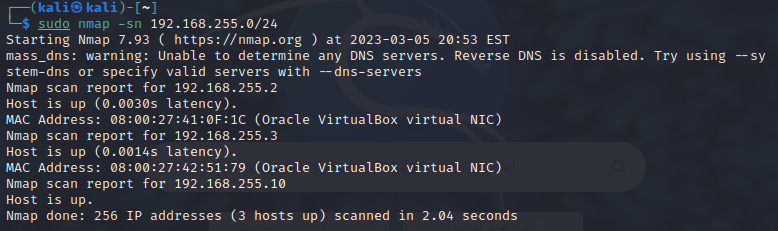 ┌──(kali㉿kali)-[~]
└─$ sudo nmap -sn 192.168.255.0/24
Starting Nmap 7.93 ( https://nmap.org ) at 2023-03-05 20:53 EST
mass_dns: warning: Unable to determine any DNS servers. Reverse DNS is disabled. Try using --sy
stem-dns or specify valid servers with --dns-servers
Nmap scan report for 192.168.255.2
Host is up (0.0030s latency).
MAC Address: 08:00:27:41:0F:1C (Oracle VirtualBox virtual NIC)
Nmap scan report for 192.168.255.3
Host is up (0.0014s latency).
MAC Address: 08:00:27:42:51:79 (Oracle VirtualBox virtual NIC)
Nmap scan report for 192.168.255.10
Host is up.
Nmap done: 256 IP addresses (3 hosts up) scanned in 2.04 seconds